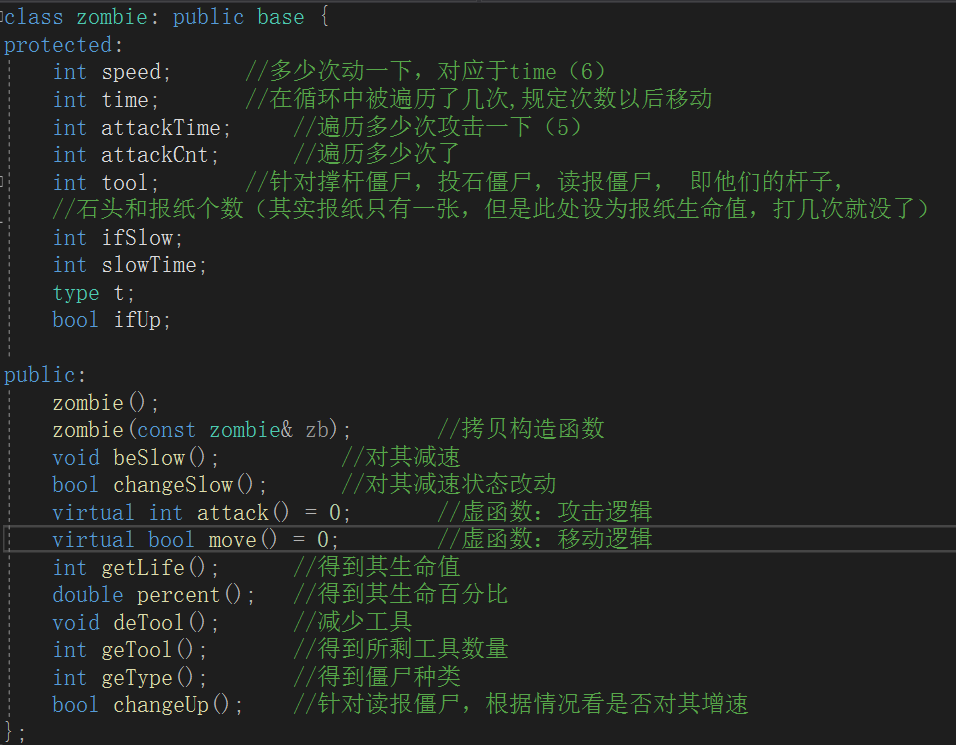 class zombie: public base {
protected:
    int speed;      //多少次动一下，对应于time（6）
    int time;       //在循环中被遍历了几次,规定次数以后移动
    int attackTime;     //遍历多少次攻击一下（5）
    int attackCnt;      //遍历多少次了
    int tool;       //针对撑杆僵尸，投石僵尸，读报僵尸， 即他们的杆子，
    //石头和报纸个数（其实报纸只有一张，但是此处设为报纸生命值，打几次就没了）
    int ifSlow;
    int slowTime;
    type t;
    bool ifUp;
public:
    zombie();
    zombie(const zombie& zb);       //拷贝构造函数
    void beSlow();          //对其减速
    bool changeSlow();      //对其减速状态改动
    virtual int attack() = 0;       //虚函数：攻击逻辑
    virtual bool move() = 0;        //虚函数：移动逻辑
    int getLife();      //得到其生命值
    double percent();   //得到其生命百分比
    void deTool();      //减少工具
    int geTool();       //得到所剩工具数量
    int geType();       //得到僵尸种类
    bool changeUp();    //针对读报僵尸，根据情况看是否对其增速
};